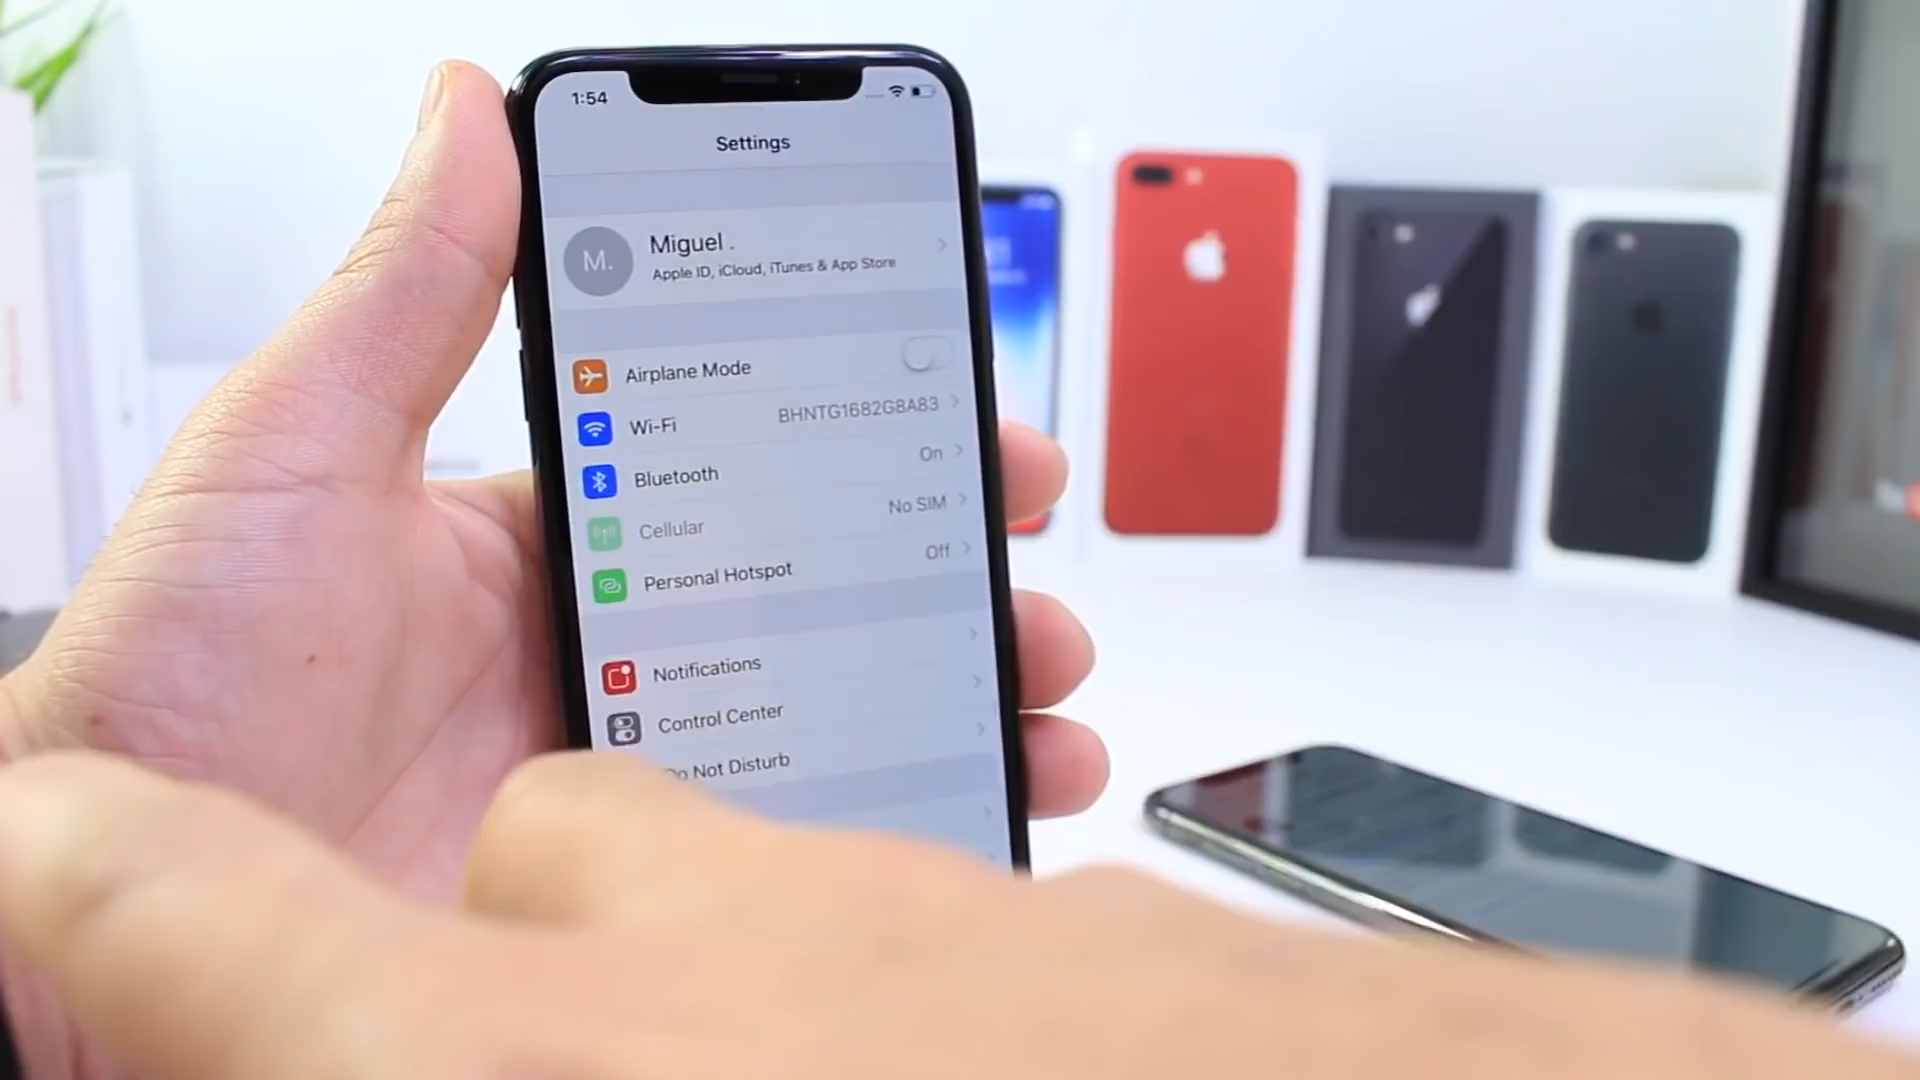 1:54
Settings
M.
Miguel .
Apple ID, iCloud, iTunes & App Store
Airplane Mode
Wi-Fi BHNTG1682G8A83
Bluetooth On
Cellular No SIM
Personal Hotspot Off
Notifications
Control Center
Do Not Disturb